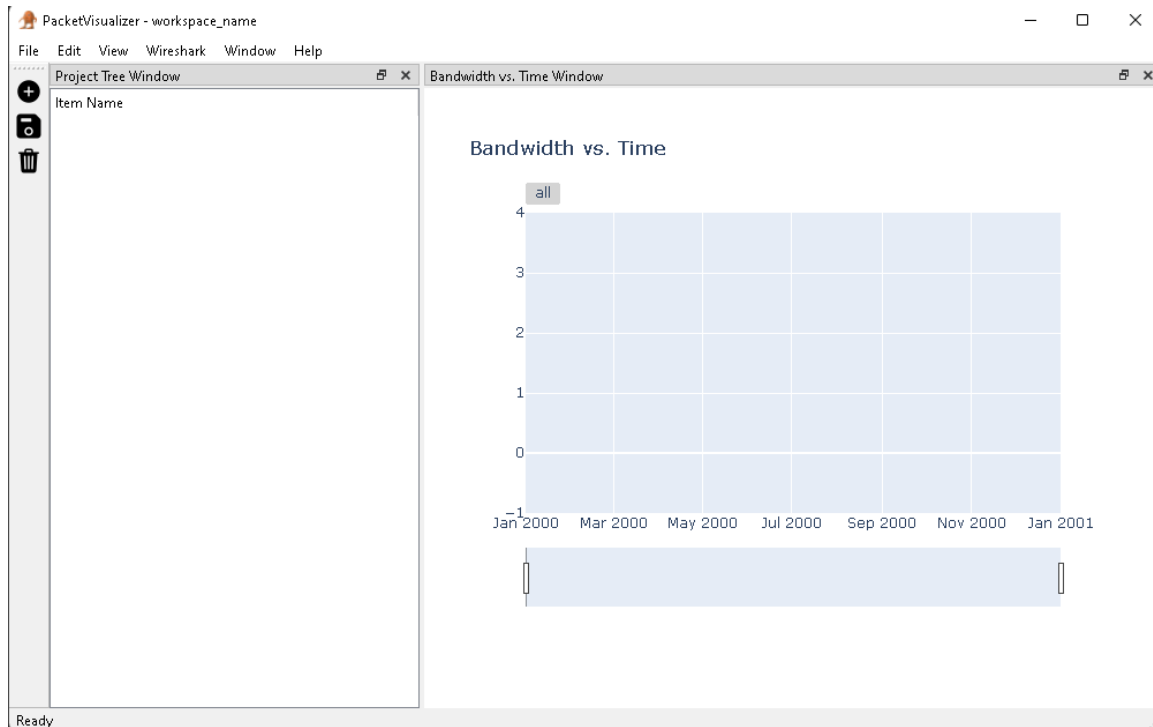 PacketVisualizer - workspace_name
File Edit View Wireshark Window Help
Project Tree Window
Item Name
Bandwidth vs. Time Window
Bandwidth vs. Time
all
4
3
2
1
0
−1
Jan 2000 Mar 2000 May 2000 Jul 2000 Sep 2000 Nov 2000 Jan 2001
Ready